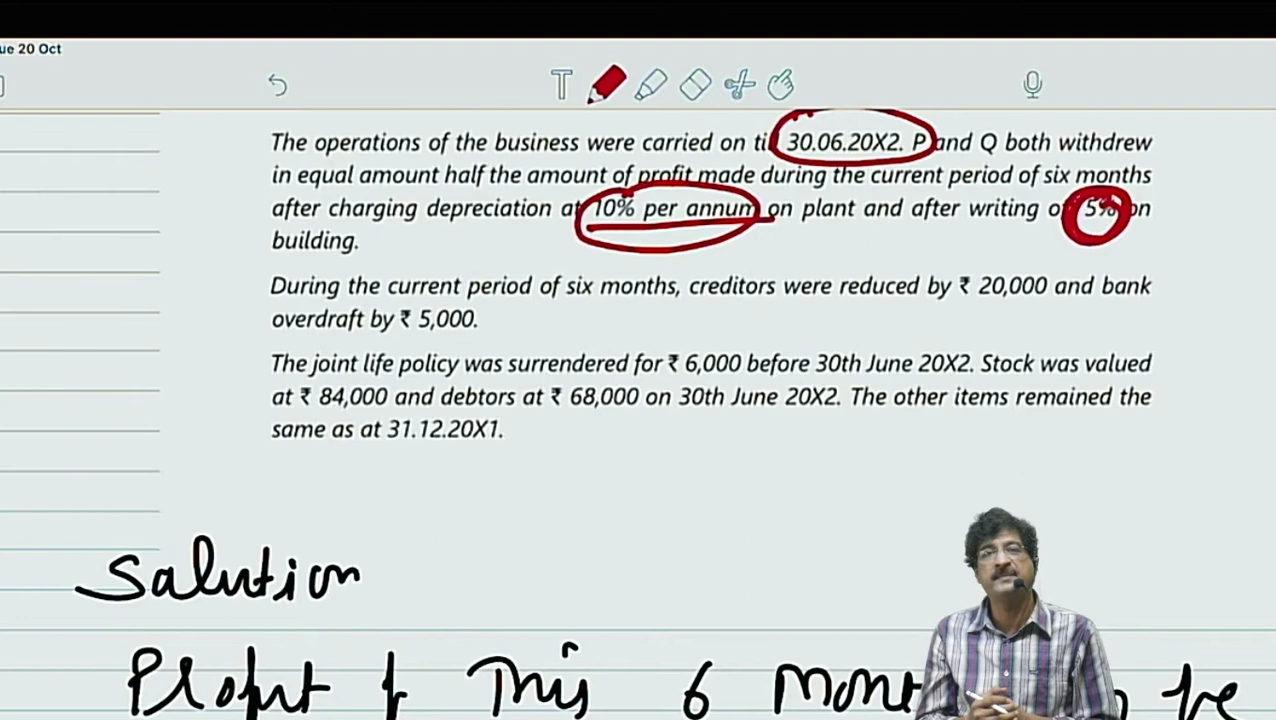 ue 20 Oct
T
The operations of the business were carried on til 30.06.20X2. P and Q both withdrew
in equal amount half the amount of profit made during the current period of six months
after charging depreciation at 10% per annum on plant and after writing of 5% on
building.
During the current period of six months, creditors were reduced by ₹ 20,000 and bank
overdraft by ₹ 5,000.
The joint life policy was surrendered for ₹ 6,000 before 30th June 20X2. Stock was valued
at ₹ 84,000 and debtors at ₹ 68,000 on 30th June 20X2. The other items remained the
same as at 31.12.20X1.
Salution
Profit f This 6 Mont